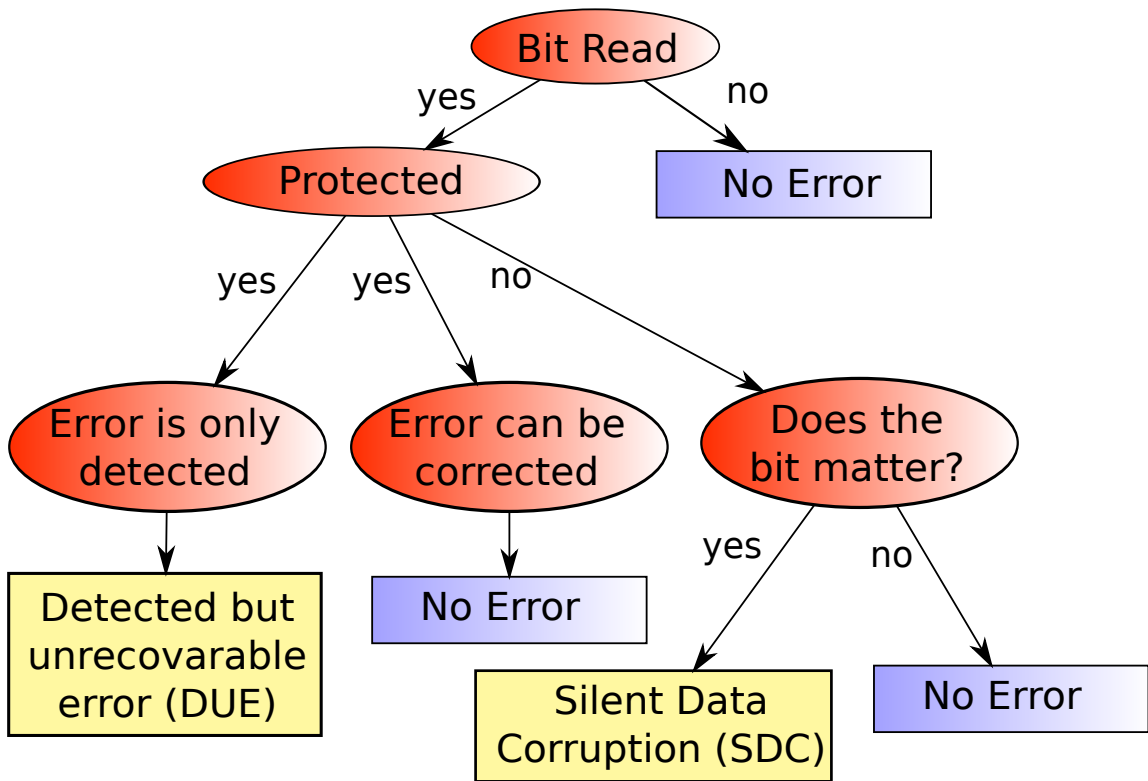 Bit Read
yes
no
Protected
No Error
yes
yes
no
Error is only
detected
Error can be
corrected
Does the
bit matter?
yes
no
Detected but
unrecovarable
error (DUE)
No Error
Silent Data
Corruption (SDC)
No Error